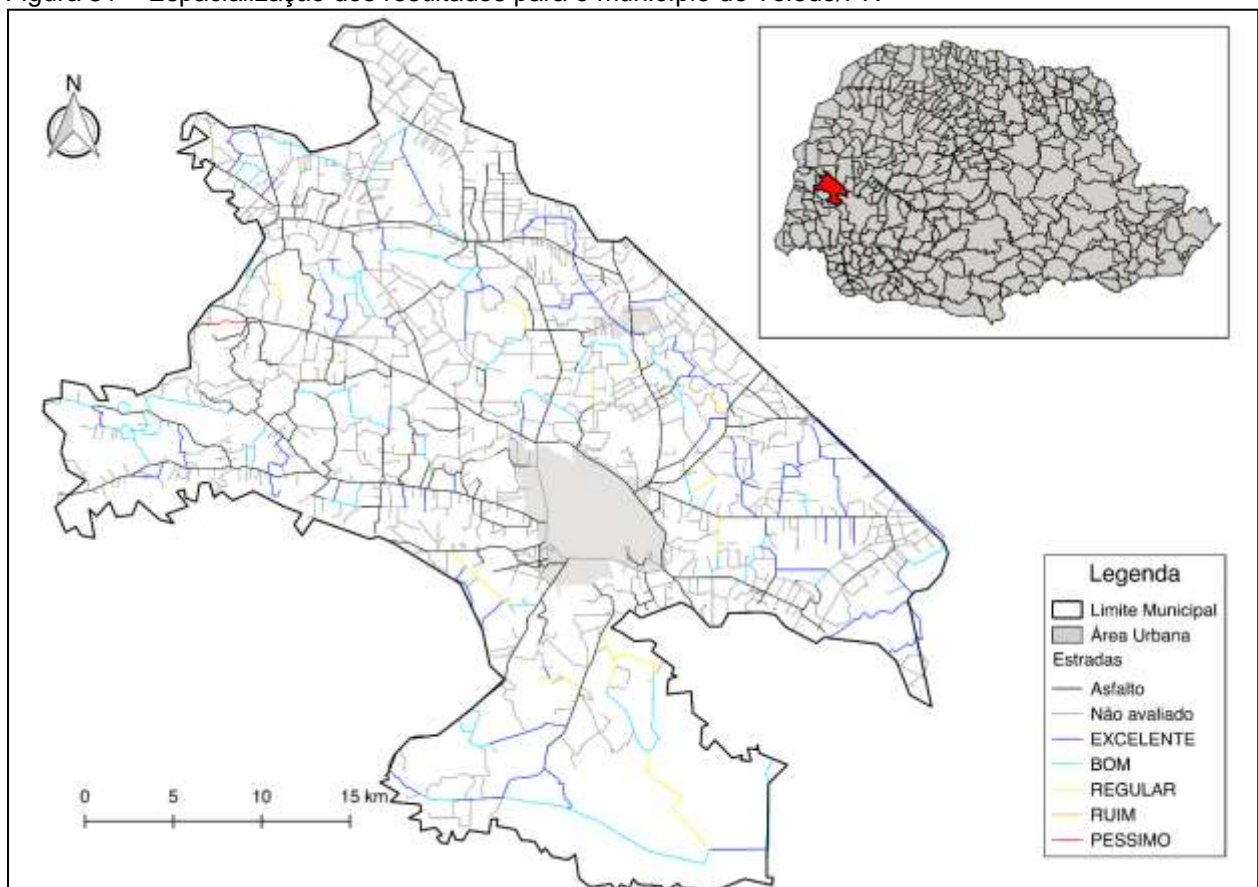 N
0 5 10 15 km
Legenda
Limite Municipal
Área Urbana
Estradas
Asfalto
Não avaliado
EXCELENTE
BOM
REGULAR
RUIM
PESSIMO